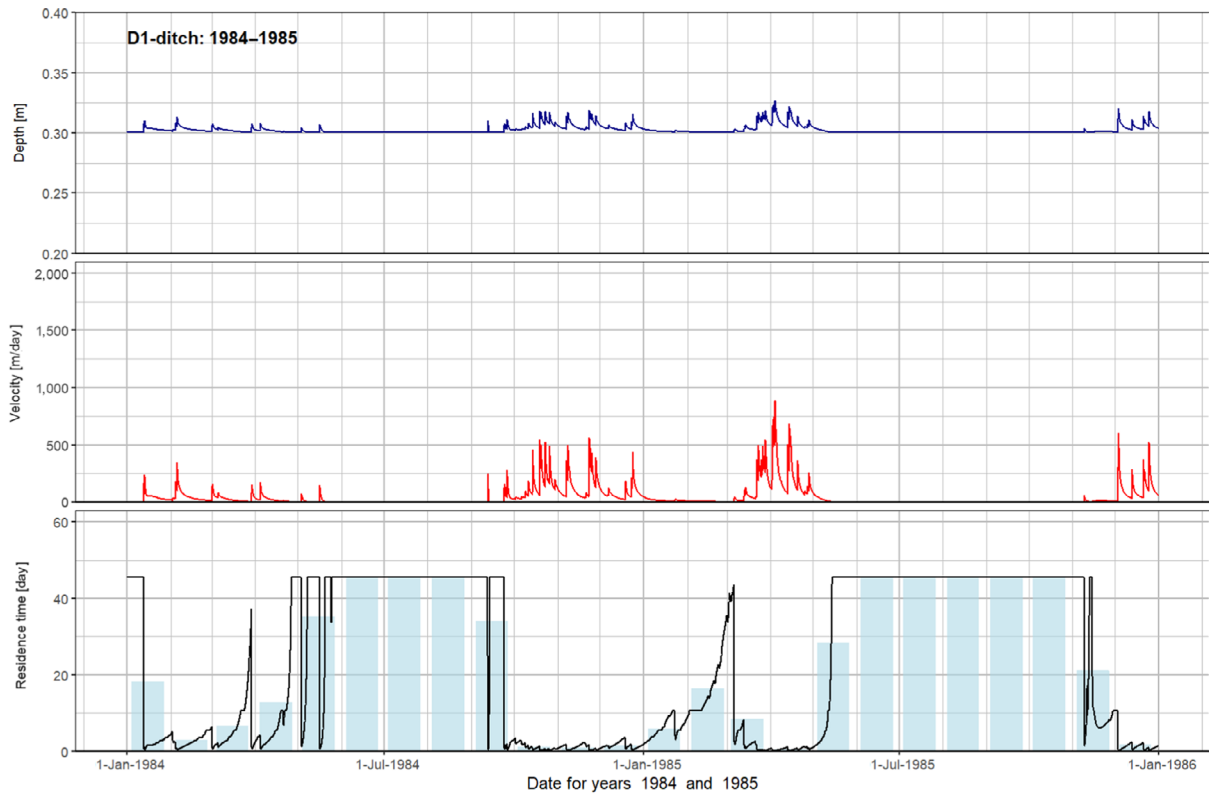 D1-ditch: 1984–1985
0.40
0.35
0.30
0.25
0.20
Depth [m]
2,000
1,500
1,000
500
0
Velocity [m/day]
60
40
20
0
Residence time [day]
1-Jan-1984
1-Jul-1984
1-Jan-1985
1-Jul-1985
1-Jan-1986
Date for years 1984 and 1985